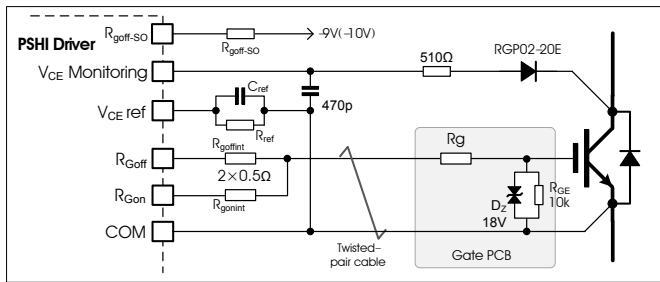 PSHI Driver
Rgoff-SO
Rgoff-SO
-9V(-10V)
VCE Monitoring
510Ω
RGP02-20E
VCE ref
Cref
Rref
470p
RGoff
Rgoffint
2×0.5Ω
RGon
Rgonint
COM
Twisted-
pair cable
Rg
DZ
18V
RGE
10k
Gate PCB